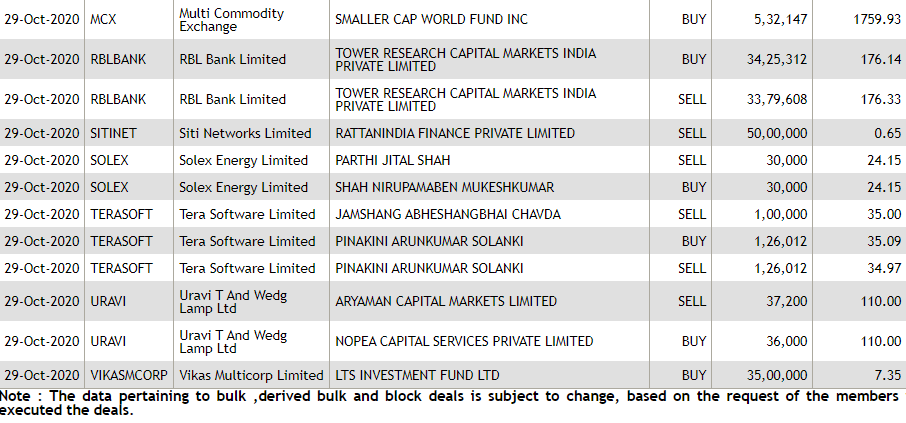 29-Oct-2020 MCX Multi Commodity Exchange SMALLER CAP WORLD FUND INC BUY 5,32,147 1759.93
29-Oct-2020 RBLBANK RBL Bank Limited TOWER RESEARCH CAPITAL MARKETS INDIA PRIVATE LIMITED BUY 34,25,312 176.14
29-Oct-2020 RBLBANK RBL Bank Limited TOWER RESEARCH CAPITAL MARKETS INDIA PRIVATE LIMITED SELL 33,79,608 176.33
29-Oct-2020 SITINET Siti Networks Limited RATTANINDIA FINANCE PRIVATE LIMITED SELL 50,00,000 0.65
29-Oct-2020 SOLEX Solex Energy Limited PARTHI JITAL SHAH SELL 30,000 24.15
29-Oct-2020 SOLEX Solex Energy Limited SHAH NIRUPAMABEN MUKESHKUMAR BUY 30,000 24.15
29-Oct-2020 TERASOFT Tera Software Limited JAMSHANG ABHESHANGBHAI CHAVDA SELL 1,00,000 35.00
29-Oct-2020 TERASOFT Tera Software Limited PINAKINI ARUNKUMAR SOLANKI BUY 1,26,012 35.09
29-Oct-2020 TERASOFT Tera Software Limited PINAKINI ARUNKUMAR SOLANKI SELL 1,26,012 34.97
29-Oct-2020 URAVI Uravi T And Wedg Lamp Ltd ARYAMAN CAPITAL MARKETS LIMITED SELL 37,200 110.00
29-Oct-2020 URAVI Uravi T And Wedg Lamp Ltd NOPEA CAPITAL SERVICES PRIVATE LIMITED BUY 36,000 110.00
29-Oct-2020 VIKASMCORP Vikas Multicorp Limited LTS INVESTMENT FUND LTD BUY 35,00,000 7.35
Note : The data pertaining to bulk ,derived bulk and block deals is subject to change, based on the request of the members
executed the deals.